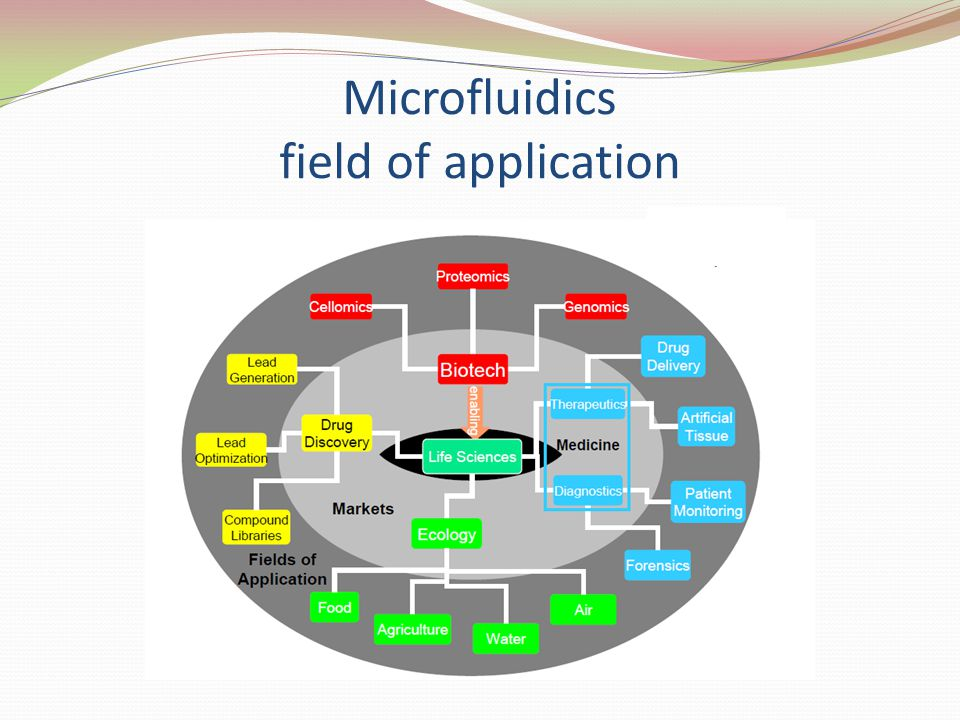 Microfluidics
field of application
Proteomics
Cellomics
Genomics
Drug
Delivery
Lead
Generation
Biotech
enabling
Therapeutics
Artificial
Tissue
Drug
Discovery
Lead
Optimization
Life Sciences
Medicine
Diagnostics
Patient
Monitoring
Markets
Compound
Libraries
Ecology
Fields of
Application
Forensics
Food
Air
Agriculture
Water